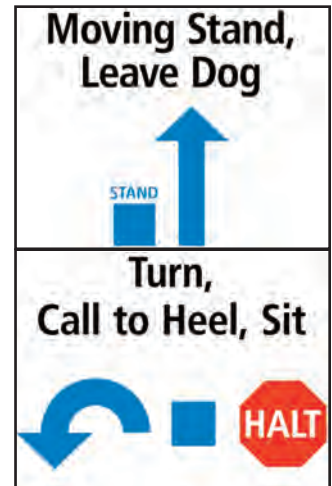 Moving Stand,
Leave Dog
STAND
Turn,
Call to Heel, Sit
HALT